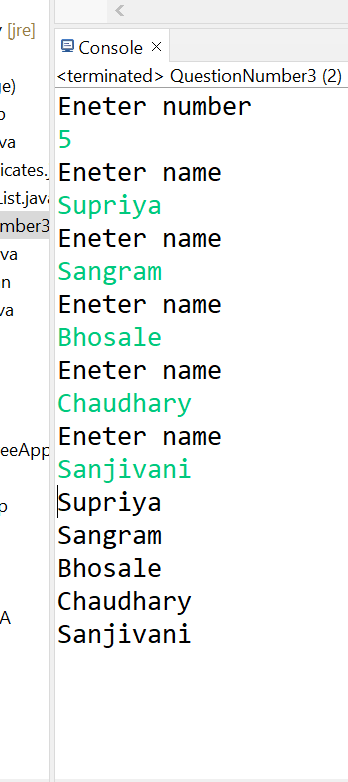 [jre]
Console
<terminated> QuestionNumber3 (2)
Eneter number
5
Eneter name
Supriya
Eneter name
Sangram
Eneter name
Bhosale
Eneter name
Chaudhary
Eneter name
Sanjivani
Supriya
Sangram
Bhosale
Chaudhary
Sanjivani
ge)
o
va
icates.
List.java
mber3
va
n
va
eeApp
p
A